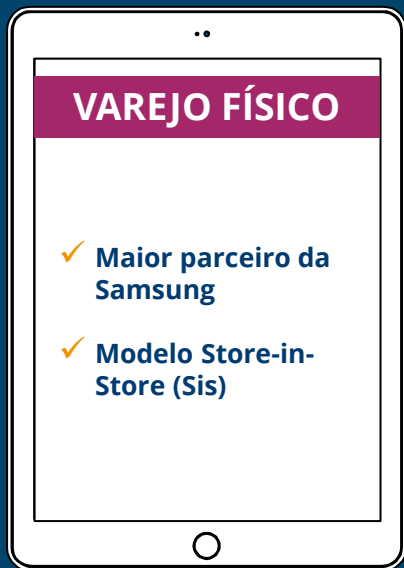 VAREJO FÍSICO
✓ Maior parceiro da
Samsung
✓ Modelo Store-in-
Store (Sis)